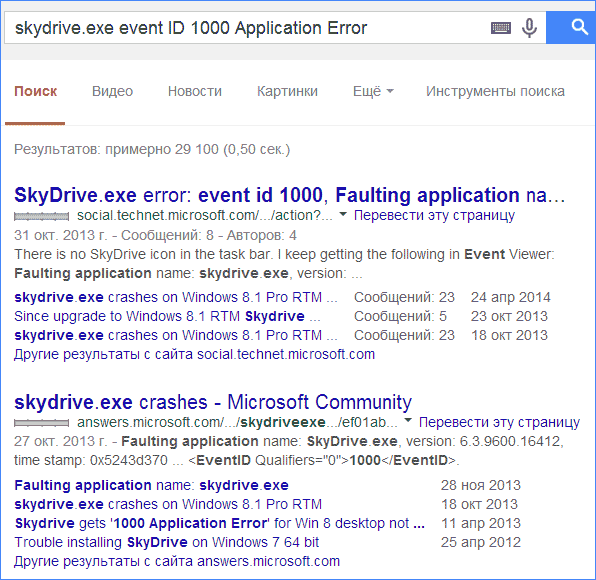 skydrive.exe event ID 1000 Application Error
Поиск Видео Новости Картинки Ещё Инструменты поиска
Результатов: примерно 29 100 (0,50 сек.)
SkyDrive.exe error: event id 1000, Faulting application na...
social.technet.microsoft.com/.../action?... Перевести эту страницу
31 окт. 2013 г. - Сообщений: 8 - Авторов: 4
There is no SkyDrive icon in the task bar. I keep getting the following in Event Viewer:
Faulting application name: skydrive.exe, version: ...
skydrive.exe crashes on Windows 8.1 Pro RTM ... Сообщений: 23 24 апр 2014
Since upgrade to Windows 8.1 RTM Skydrive ... Сообщений: 5 23 окт 2013
skydrive.exe crashes on Windows 8.1 Pro RTM ... Сообщений: 23 18 окт 2013
Другие результаты с сайта social.technet.microsoft.com
skydrive.exe crashes - Microsoft Community
answers.microsoft.com/.../skydriveexe.../ef01ab... Перевести эту страницу
27 окт. 2013 г. - Faulting application name: SkyDrive.exe, version: 6.3.9600.16412,
time stamp: 0x5243d370 ... <EventID Qualifiers="0">1000</EventID>.
Faulting application name: skydrive.exe 28 ноя 2013
skydrive.exe crashes on Windows 8.1 Pro RTM 18 окт 2013
Skydrive gets '1000 Application Error' for Win 8 desktop not ... 11 апр 2013
Trouble installing SkyDrive on Windows 7 64 bit 25 апр 2012
Другие результаты с сайта answers.microsoft.com